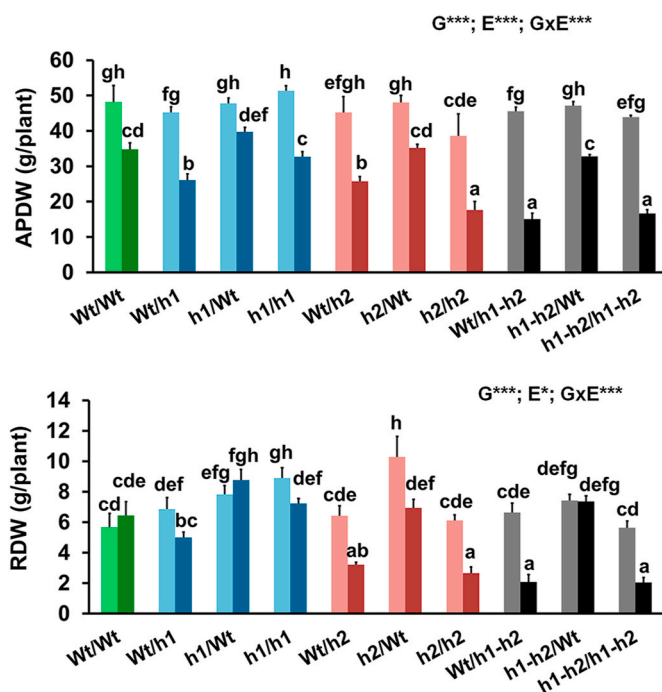 G***; E***; GxE***
APDW (g/plant)
60
50
40
30
20
10
0
gh
cd
fg
b
gh
def
h
c
efgh
b
gh
cd
cde
a
fg
a
gh
c
efg
a
Wt/Wt
Wt/h1
h1/Wt
h1/h1
Wt/h2
h2/Wt
h2/h2
Wt/h1-h2
h1-h2/Wt
h1-h2/h1-h2
G***; E*; GxE***
RDW (g/plant)
14
12
10
8
6
4
2
0
cd
cde
def
bc
efg
fgh
gh
def
cde
ab
h
def
cde
a
cde
a
defg
defg
cd
a
Wt/Wt
Wt/h1
h1/Wt
h1/h1
Wt/h2
h2/Wt
h2/h2
Wt/h1-h2
h1-h2/Wt
h1-h2/h1-h2